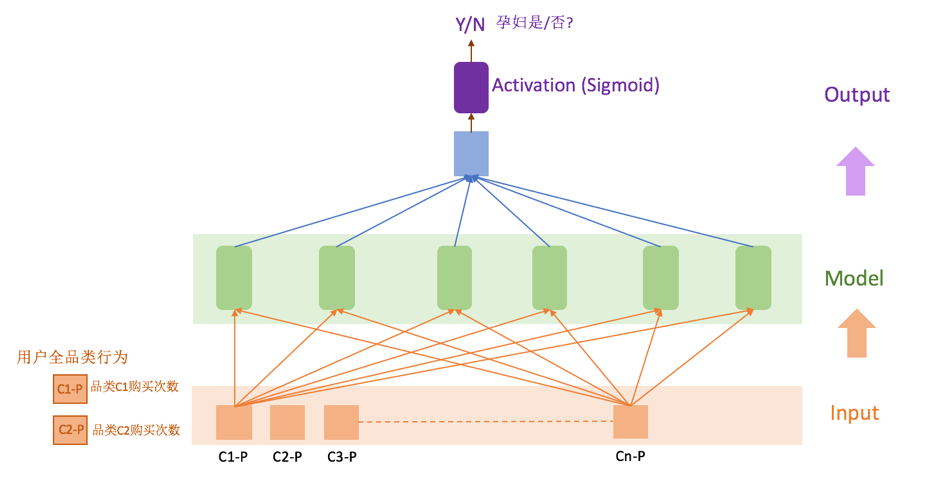 Y/N 孕妇是/否?
Activation (Sigmoid)
Output
Model
用户全品类行为
C1-P 品类C1购买次数
C2-P 品类C2购买次数
Input
C1-P C2-P C3-P Cn-P